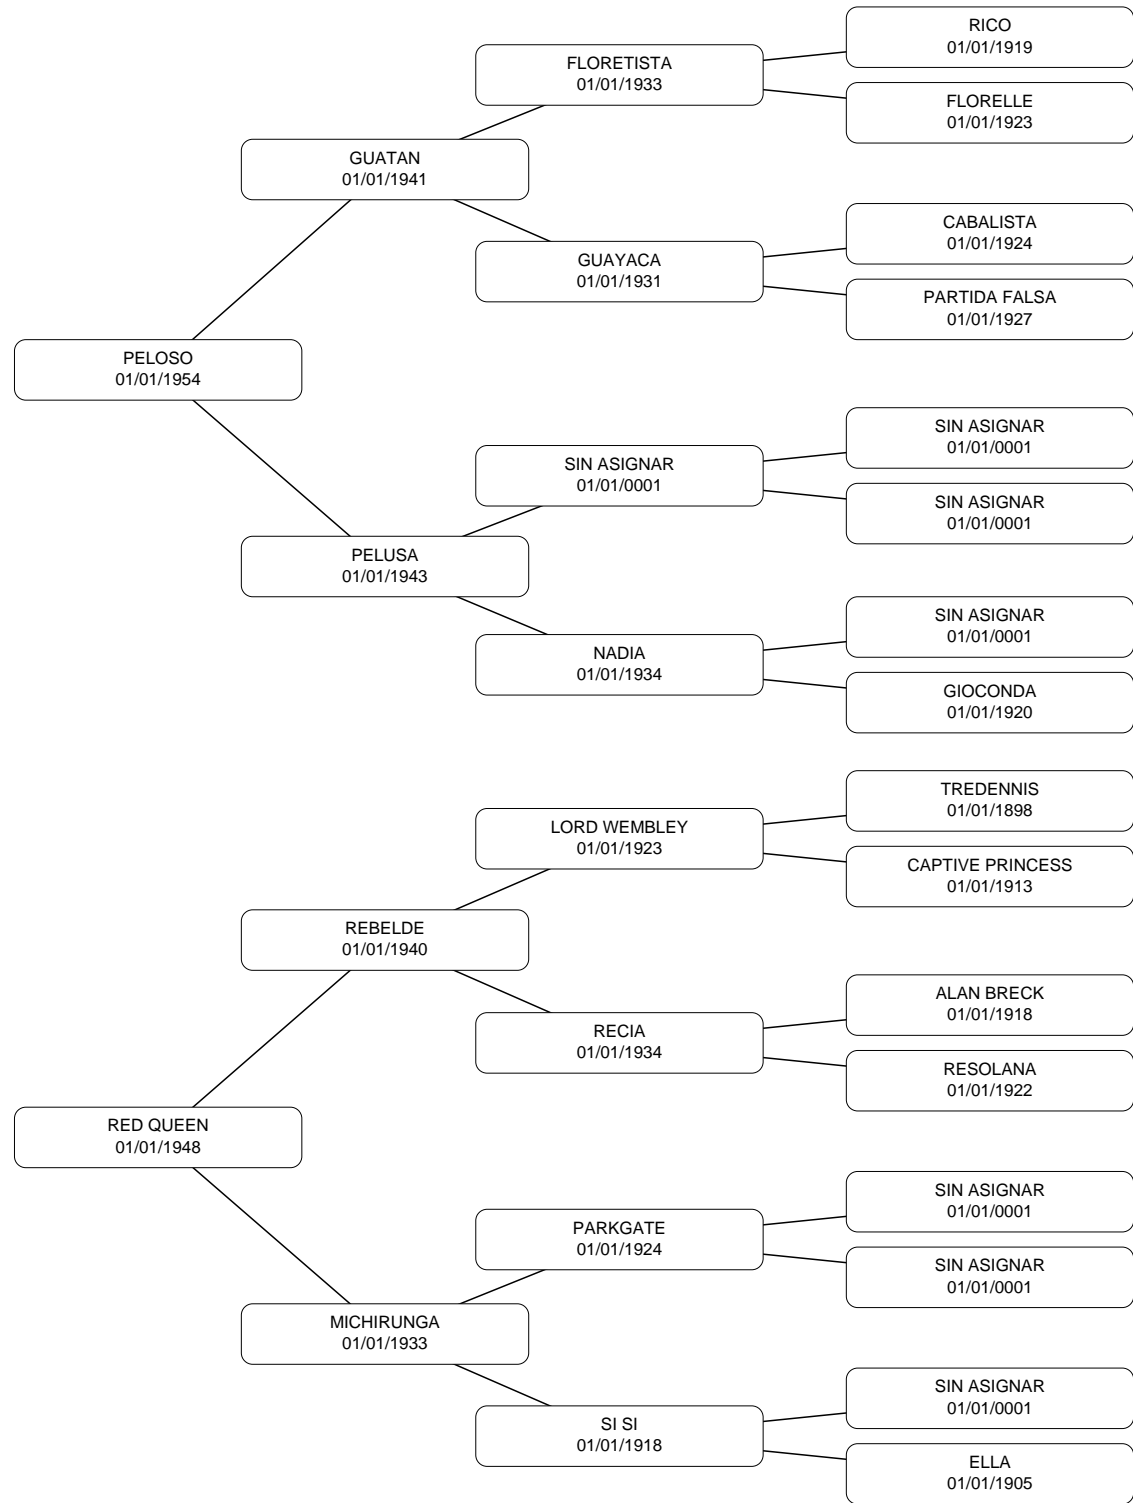 RICO
01/01/1919
FLORETISTA
01/01/1933
FLORELLE
01/01/1923
GUATAN
01/01/1941
CABALISTA
01/01/1924
GUAYACA
01/01/1931
PARTIDA FALSA
01/01/1927
PELOSO
01/01/1954
SIN ASIGNAR
01/01/0001
SIN ASIGNAR
01/01/0001
SIN ASIGNAR
01/01/0001
PELUSA
01/01/1943
SIN ASIGNAR
01/01/0001
NADIA
01/01/1934
GIOCONDA
01/01/1920
TREDENNIS
01/01/1898
LORD WEMBLEY
01/01/1923
CAPTIVE PRINCESS
01/01/1913
REBELDE
01/01/1940
ALAN BRECK
01/01/1918
RECIA
01/01/1934
RESOLANA
01/01/1922
RED QUEEN
01/01/1948
SIN ASIGNAR
01/01/0001
PARKGATE
01/01/1924
SIN ASIGNAR
01/01/0001
MICHIRUNGA
01/01/1933
SIN ASIGNAR
01/01/0001
SI SI
01/01/1918
ELLA
01/01/1905